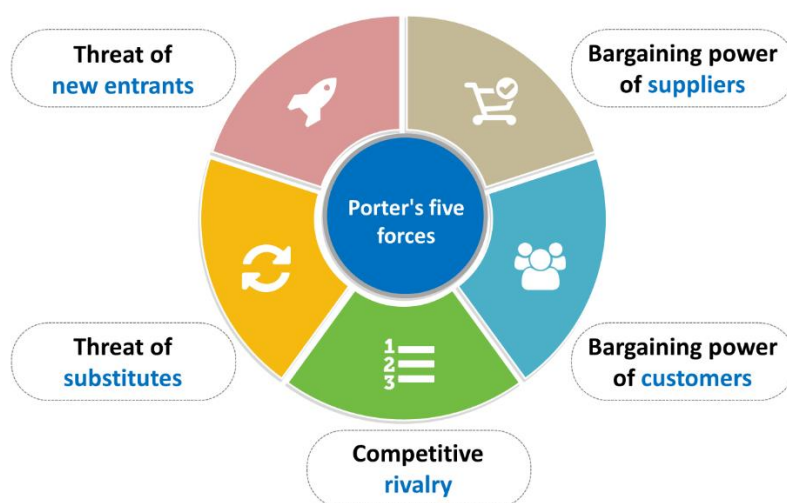 Threat of
new entrants
Bargaining power
of suppliers
Porter's five
forces
Threat of
substitutes
1
2
3
Bargaining power
of customers
Competitive
rivalry